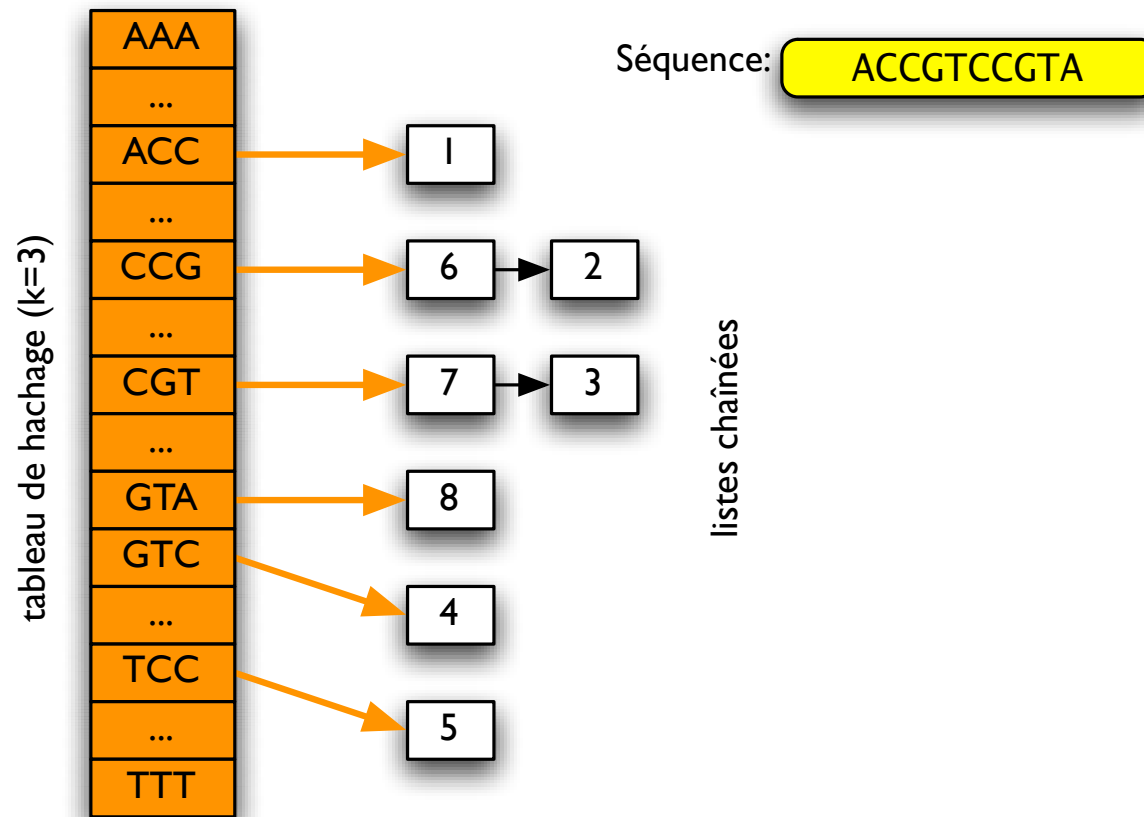 Séquence: ACCGTCCGTA
tableau de hachage (k=3)
AAA
...
ACC 1
...
CCG 6 2
...
CGT 7 3
...
GTA 8
GTC
... 4
TCC
... 5
TTT
listes chaînées